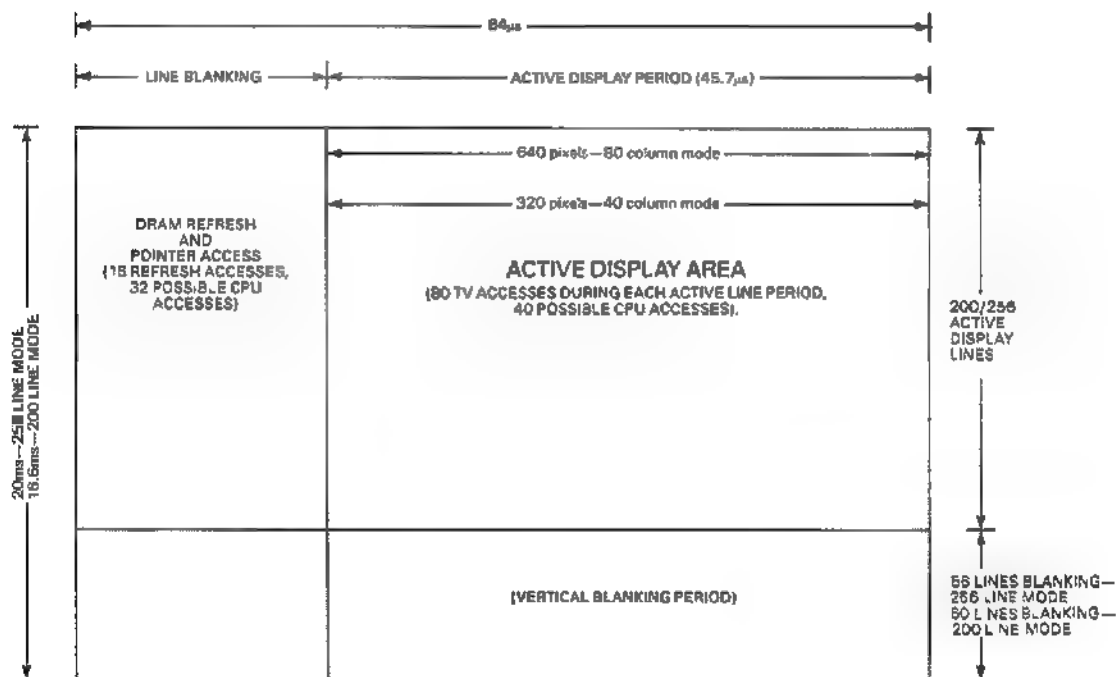 64µs
LINE BLANKING
ACTIVE DISPLAY PERIOD (45.7µs)
640 pixels—80 column mode
320 pixels—40 column mode
DRAM REFRESH
AND
POINTER ACCESS
(16 REFRESH ACCESSES,
32 POSSIBLE CPU
ACCESSES)
ACTIVE DISPLAY AREA
(80 TV ACCESSES DURING EACH ACTIVE LINE PERIOD,
40 POSSIBLE CPU ACCESSES).
200/256
ACTIVE
DISPLAY
LINES
20ms—256 LINE MODE
16.6ms—200 LINE MODE
(VERTICAL BLANKING PERIOD)
56 LINES BLANKING—
256 LINE MODE
60 LINES BLANKING—
200 LINE MODE